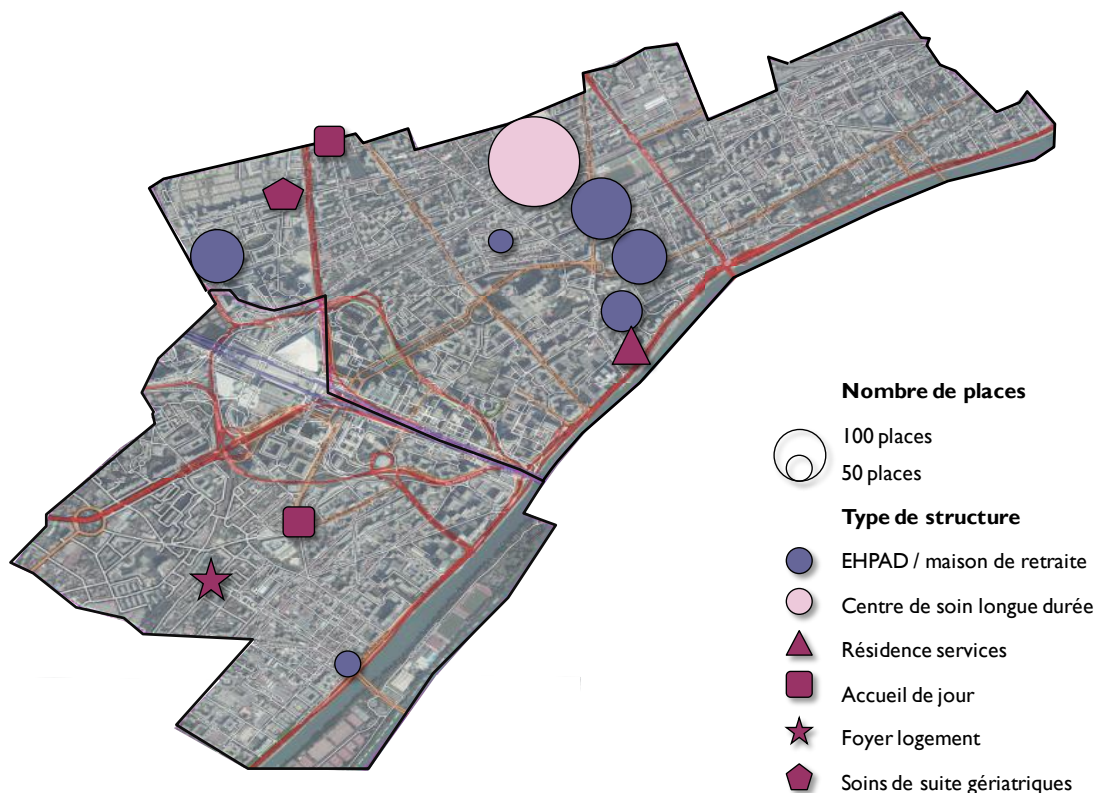 Nombre de places
100 places
50 places
Type de structure
EHPAD / maison de retraite
Centre de soin longue durée
Résidence services
Accueil de jour
Foyer logement
Soins de suite gériatriques